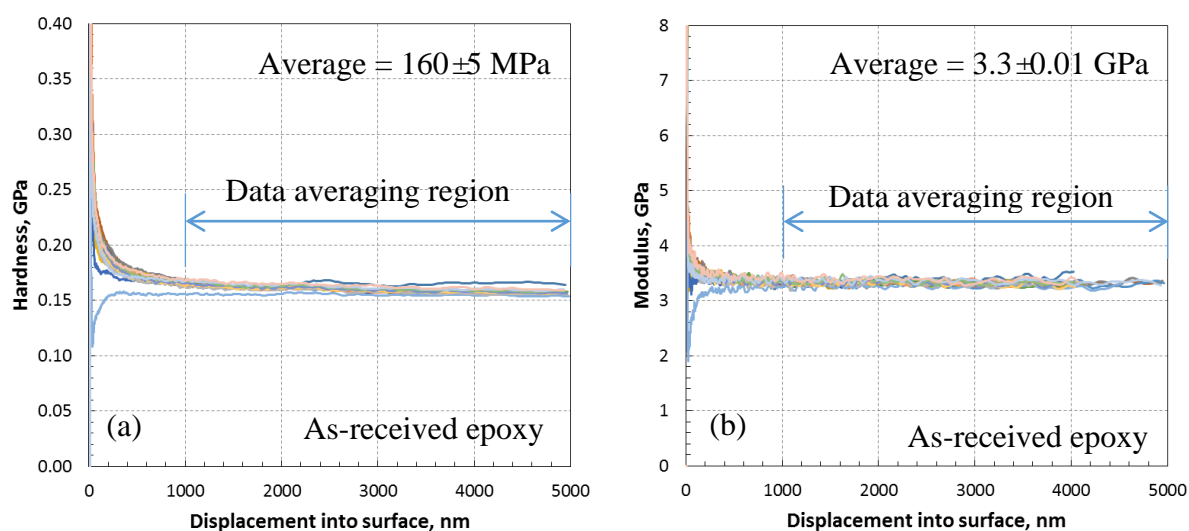 0.40
0.35
0.30
0.25
0.20
0.15
0.10
0.05
0.00
Hardness, GPa
Average = 160±5 MPa
Data averaging region
(a)
As-received epoxy
0 1000 2000 3000 4000 5000
Displacement into surface, nm
8
7
6
5
4
3
2
1
0
Modulus, GPa
Average = 3.3±0.01 GPa
Data averaging region
(b)
As-received epoxy
0 1000 2000 3000 4000 5000
Displacement into surface, nm